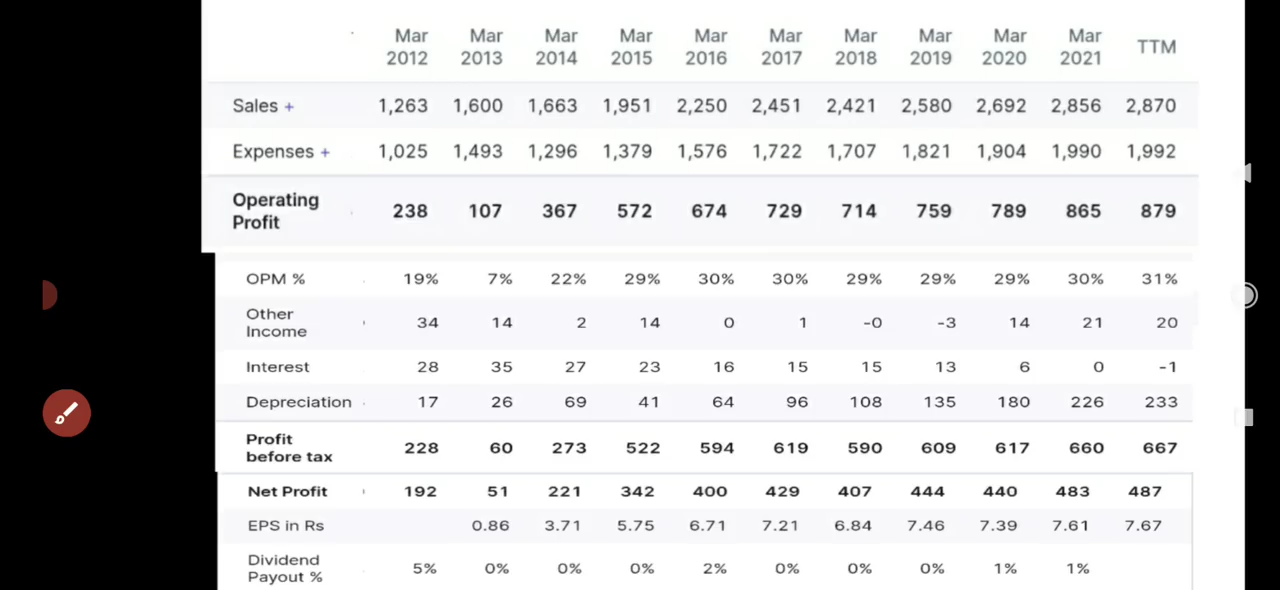 Mar 2012 Mar 2013 Mar 2014 Mar 2015 Mar 2016 Mar 2017 Mar 2018 Mar 2019 Mar 2020 Mar 2021 TTM
Sales + 1,263 1,600 1,663 1,951 2,250 2,451 2,421 2,580 2,692 2,856 2,870
Expenses + 1,025 1,493 1,296 1,379 1,576 1,722 1,707 1,821 1,904 1,990 1,992
Operating Profit 238 107 367 572 674 729 714 759 789 865 879
OPM % 19% 7% 22% 29% 30% 30% 29% 29% 29% 30% 31%
Other Income 34 14 2 14 0 1 -0 -3 14 21 20
Interest 28 35 27 23 16 15 15 13 6 0 -1
Depreciation 17 26 69 41 64 96 108 135 180 226 233
Profit before tax 228 60 273 522 594 619 590 609 617 660 667
Net Profit 192 51 221 342 400 429 407 444 440 483 487
EPS in Rs 0.86 3.71 5.75 6.71 7.21 6.84 7.46 7.39 7.61 7.67
Dividend Payout % 5% 0% 0% 0% 2% 0% 0% 0% 1% 1%